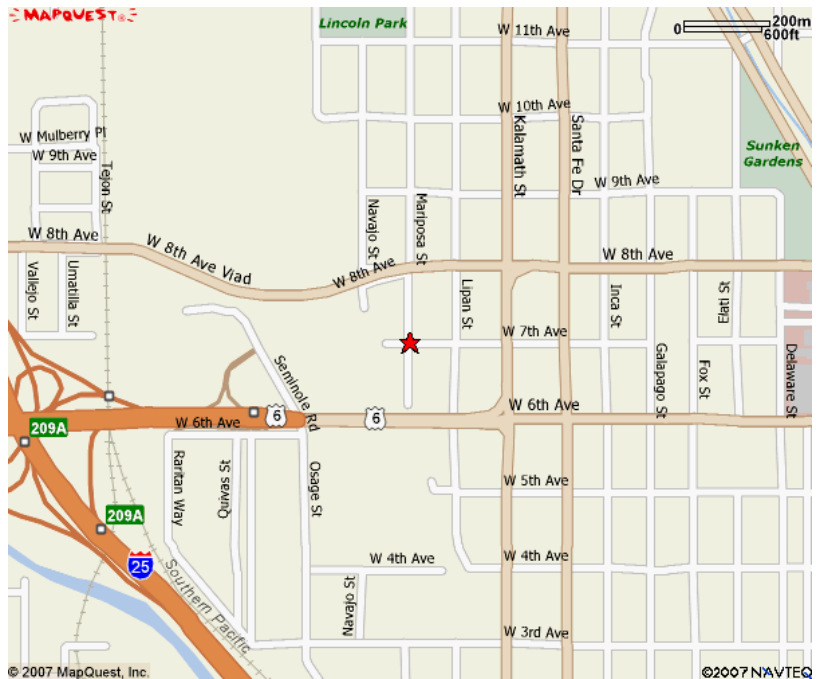 MAPQUEST®
Lincoln Park
W 11th Ave
0 200m
600ft
W 10th Ave
Kalamath St
Santa Fe Dr
Sunken
Gardens
W Mulberry Pl
W 9th Ave
Tejon St
W 9th Ave
Navajo St
Mariposa St
W 8th Ave
W 8th Ave Viad
W 8th Ave
W 8th Ave
Vallejo St
Umatilla St
Lipan St
Inca St
Elati St
W 7th Ave
Seminole Rd
Galapago St
Fox St
Delaware St
W 6th Ave
6
6
W 6th Ave
209A
Raritan Way
Quivas St
Osage St
W 5th Ave
209A
25
Southern Pacific
W 4th Ave
W 4th Ave
Navajo St
W 3rd Ave
© 2007 MapQuest, Inc.
©2007 NAVTEQ